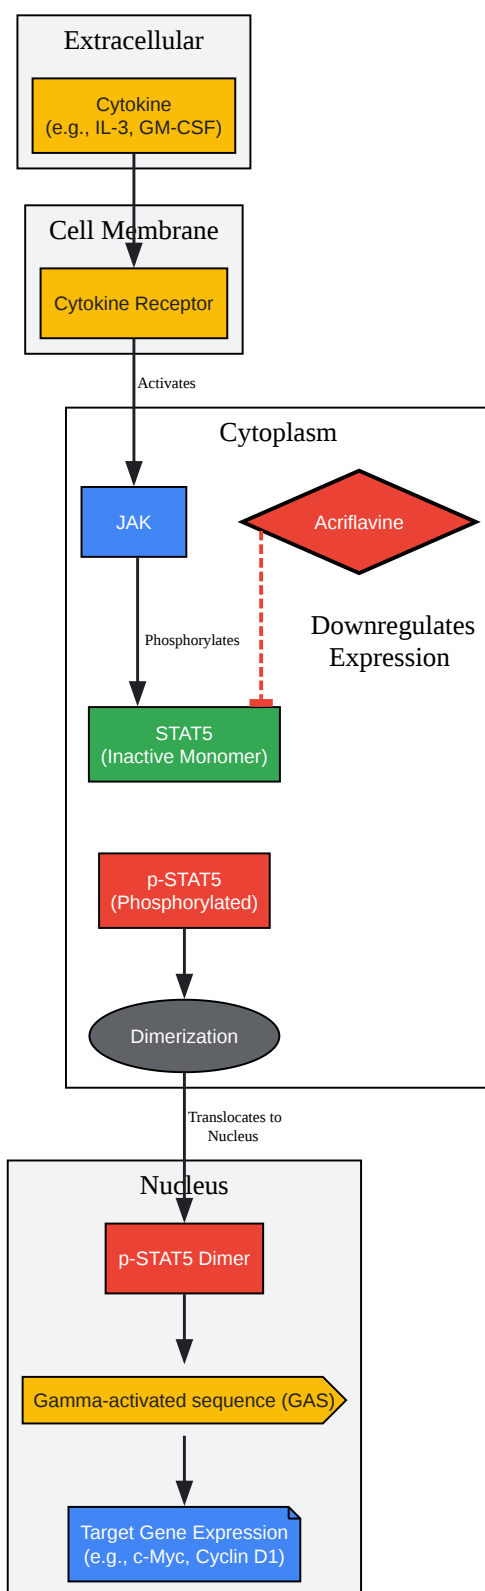 Extracellular
Cytokine
(e.g., IL-3, GM-CSF)
Cell Membrane
Cytokine Receptor
Activates
Cytoplasm
JAK
Acriflavine
Phosphorylates
Downregulates
Expression
STAT5
(Inactive Monomer)
p-STAT5
(Phosphorylated)
Dimerization
Translocates to
Nucleus
Nucleus
p-STAT5 Dimer
Gamma-activated sequence (GAS)
Target Gene Expression
(e.g., c-Myc, Cyclin D1)